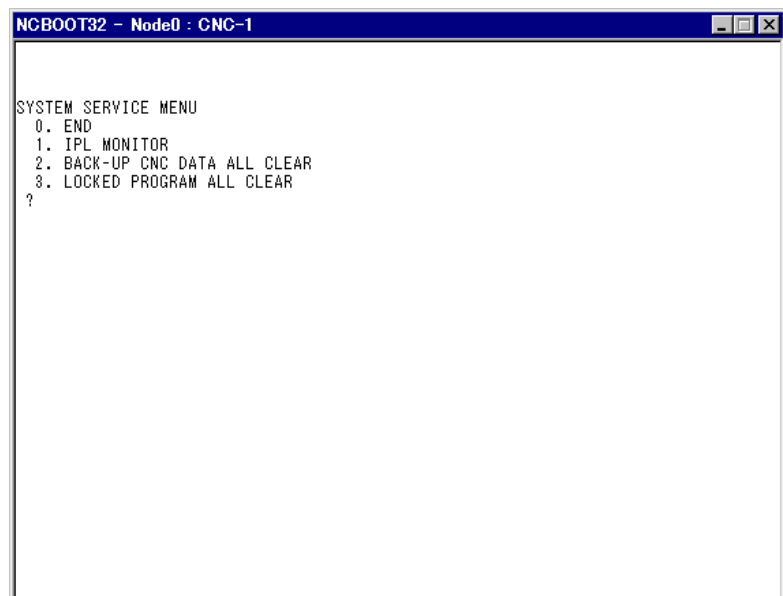 NCBOOT32 - Node0 : CNC-1
SYSTEM SERVICE MENU
0. END
1. IPL MONITOR
2. BACK-UP CNC DATA ALL CLEAR
3. LOCKED PROGRAM ALL CLEAR
?